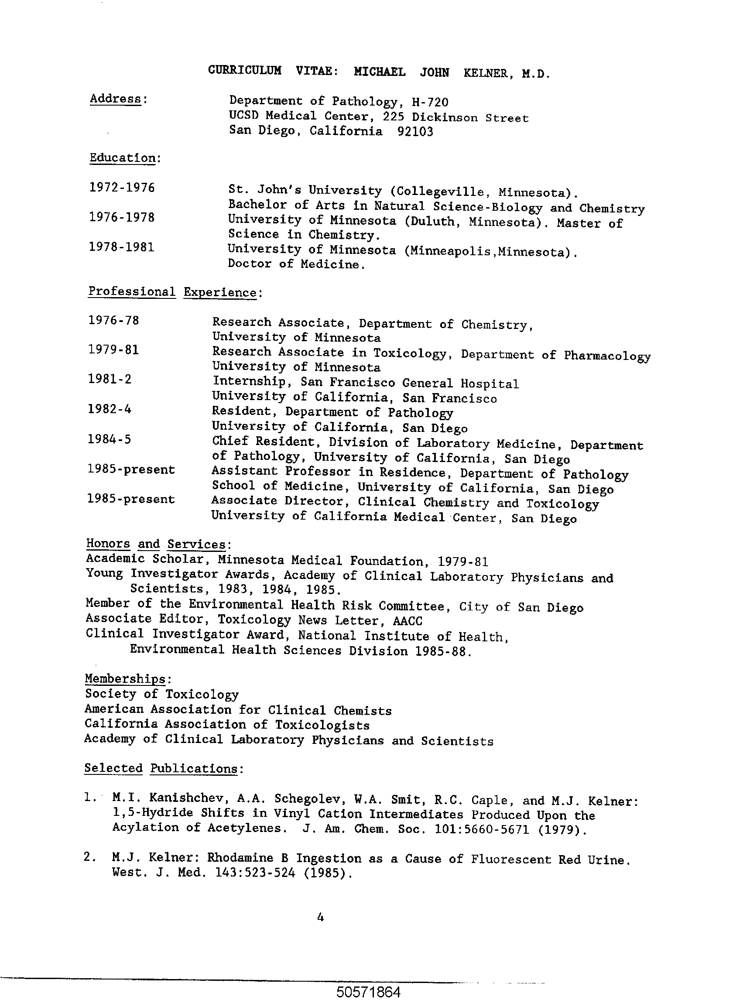 CURRICULUM VITAE: MICHAEL JOHN KELNER, M.D.
Address: Department of Pathology, H-720
UCSD Medical Center, 225 Dickinson Street
San Diego, California 92103
Education:
1972-1976 St. John's University (Collegeville, Minnesota).
Bachelor of Arts in Natural Science-Biology and Chemistry
1976-1978 University of Minnesota (Duluth, Minnesota). Master of
Science in Chemistry.
1978-1981 University of Minnesota (Minneapolis,Minnesota).
Doctor of Medicine.
Professional Experience:
1976-78 Research Associate, Department of Chemistry,
University of Minnesota
1979-81 Research Associate in Toxicology, Department of Pharmacology
University of Minnesota
1981-2 Internship, San Francisco General Hospital
University of California, San Francisco
1982-4 Resident, Department of Pathology
University of California, San Diego
1984-5 Chief Resident, Division of Laboratory Medicine, Department
of Pathology, University of California, San Diego
1985-present Assistant Professor in Residence, Department of Pathology
School of Medicine, University of California, San Diego
1985-present Associate Director, Clinical Chemistry and Toxicology
University of California Medical Center, San Diego
Honors and Services:
Academic Scholar, Minnesota Medical Foundation, 1979-81
Young Investigator Awards, Academy of Clinical Laboratory Physicians and
Scientists, 1983, 1984, 1985.
Member of the Environmental Health Risk Committee, City of San Diego
Associate Editor, Toxicology News Letter, AACC
Clinical Investigator Award, National Institute of Health,
Environmental Health Sciences Division 1985-88.
Memberships:
Society of Toxicology
American Association for Clinical Chemists
California Association of Toxicologists
Academy of Clinical Laboratory Physicians and Scientists
Selected Publications:
1. M.I. Kanishchev, A.A. Schegolev, W.A. Smit, R.C. Caple, and M.J. Kelner:
1,5-Hydride Shifts in Vinyl Cation Intermediates Produced Upon the
Acylation of Acetylenes. J. Am. Chem. Soc. 101:5660-5671 (1979).
2. M.J. Kelner: Rhodamine B Ingestion as a Cause of Fluorescent Red Urine.
West. J. Med. 143:523-524 (1985).
4
50571864